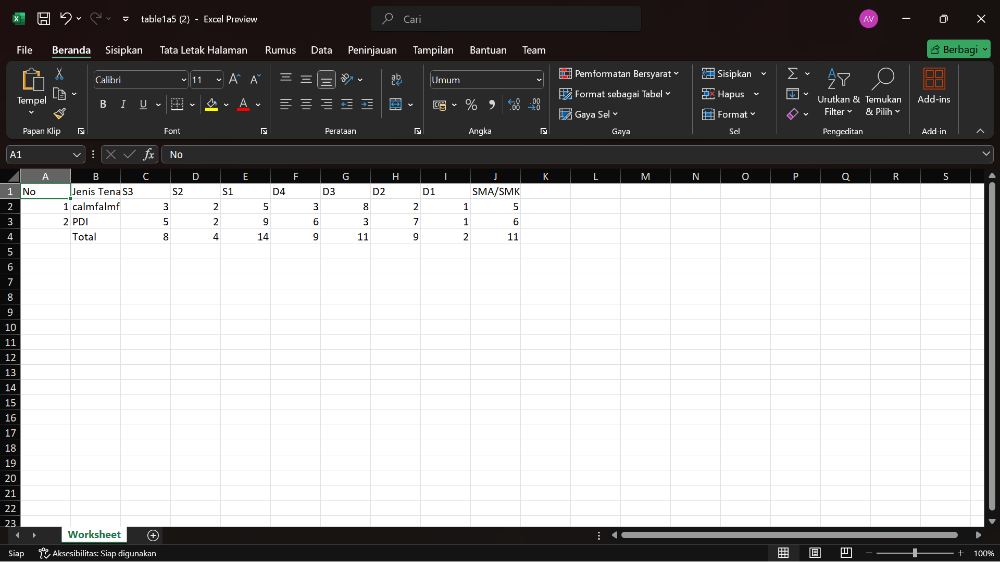 table1a5 (2) - Excel Preview
Cari
AV
File Beranda Sisipkan Tata Letak Halaman Rumus Data Peninjauan Tampilan Bantuan Team
Berbagi
Tempel
Papan Klip
Calibri 11
B I U
Font
Perataan
Umum
Angka
Pemformatan Bersyarat
Format sebagai Tabel
Gaya Sel
Gaya
Sisipkan
Hapus
Format
Sel
Urutkan &
Filter
Temukan
& Pilih
Pengeditan
Add-ins
Add-in
A1 fx No
A B C D E F G H I J K L M N O P Q R S
1 No Jenis Tena S3 S2 S1 D4 D3 D2 D1 SMA/SMK
2 1 calmfalmf 3 2 5 3 8 2 1 5
3 2 PDI 5 2 9 6 3 7 1 6
4 Total 8 4 14 9 11 9 2 11
5
6
7
8
9
10
11
12
13
14
15
16
17
18
19
20
21
22
23
Worksheet
Siap Aksesibilitas: Siap digunakan 100%